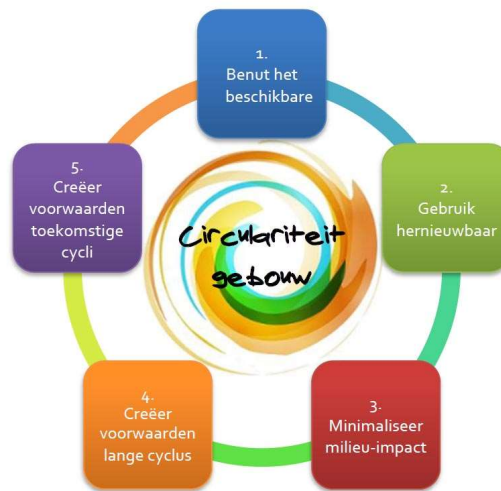 1.
Benut het
beschikbare
2.
Gebruik
hernieuwbaar
3.
Minimaliseer
milieu-impact
4.
Creëer
voorwaarden
lange cyclus
5.
Creëer
voorwaarden
toekomstige
cycli
Circulariteit
gebouw